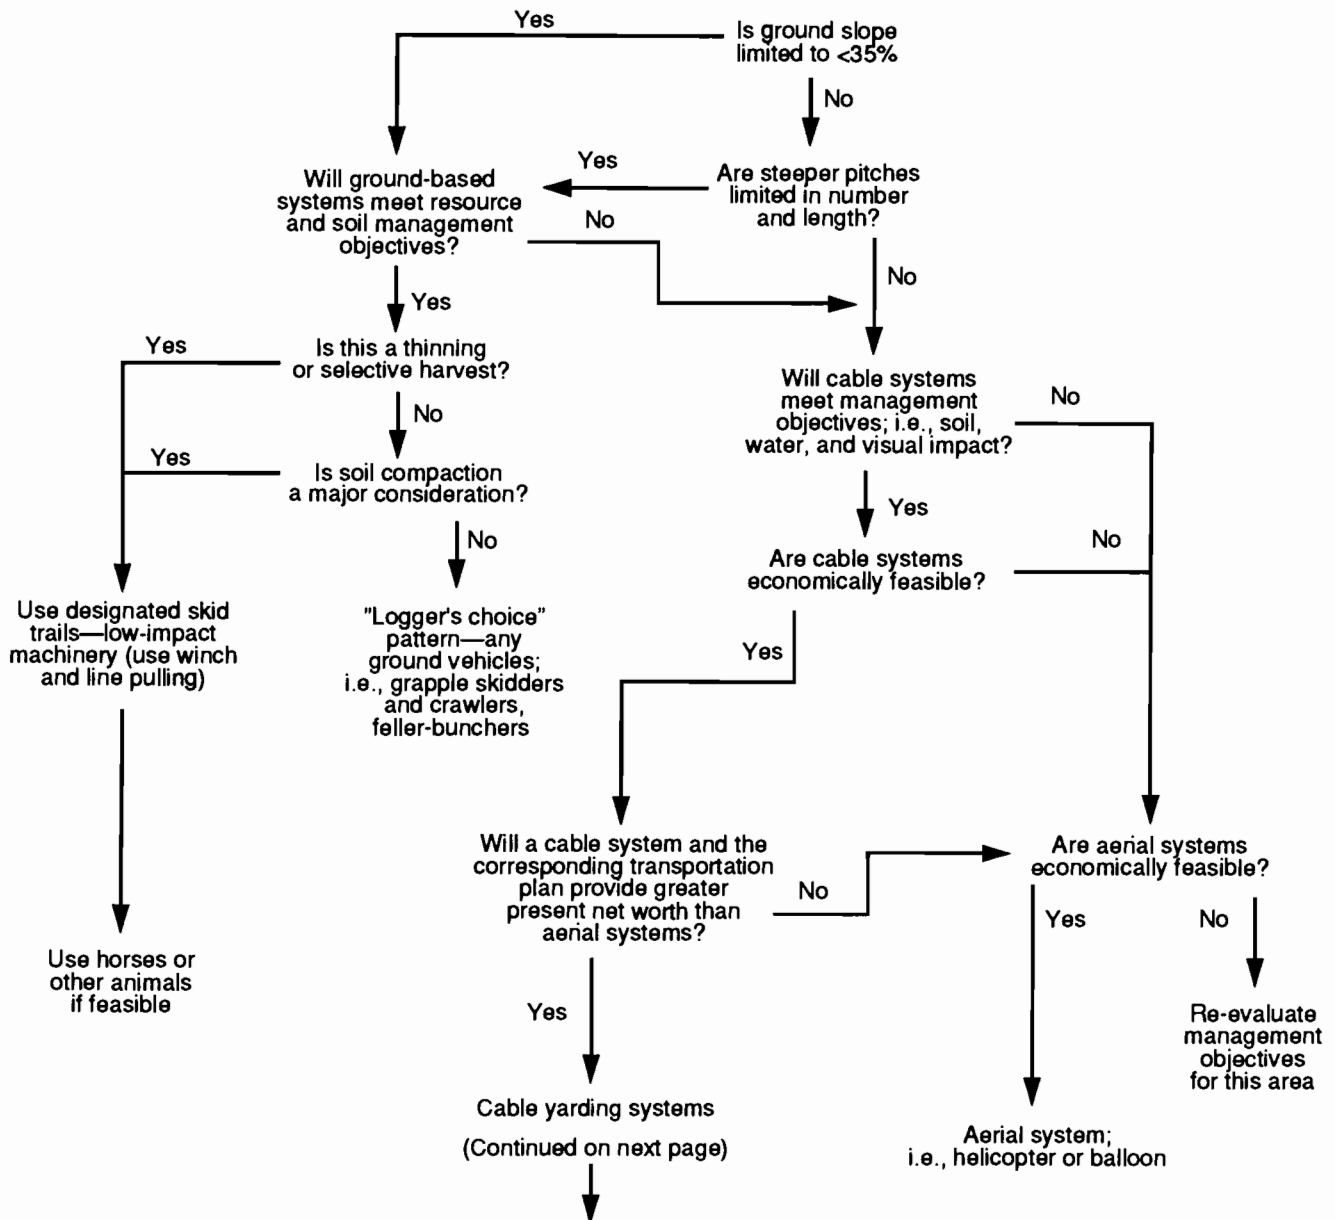 Yes
Is ground slope
limited to <35%
No
Yes
Will ground-based
systems meet resource
and soil management
objectives?
Are steeper pitches
limited in number
and length?
No
No
Yes
Yes
Is this a thinning
or selective harvest?
No
Will cable systems
meet management
objectives; i.e., soil,
water, and visual impact?
No
Yes
Is soil compaction
a major consideration?
Yes
No
Are cable systems
economically feasible?
No
Use designated skid
trails—low-impact
machinery (use winch
and line pulling)
"Logger's choice"
pattern—any
ground vehicles;
i.e., grapple skidders
and crawlers,
feller-bunchers
Yes
Will a cable system and the
corresponding transportation
plan provide greater
present net worth than
aerial systems?
No
Are aerial systems
economically feasible?
Yes
No
Use horses or
other animals
if feasible
Yes
Re-evaluate
management
objectives
for this area
Cable yarding systems
(Continued on next page)
Aerial system;
i.e., helicopter or balloon